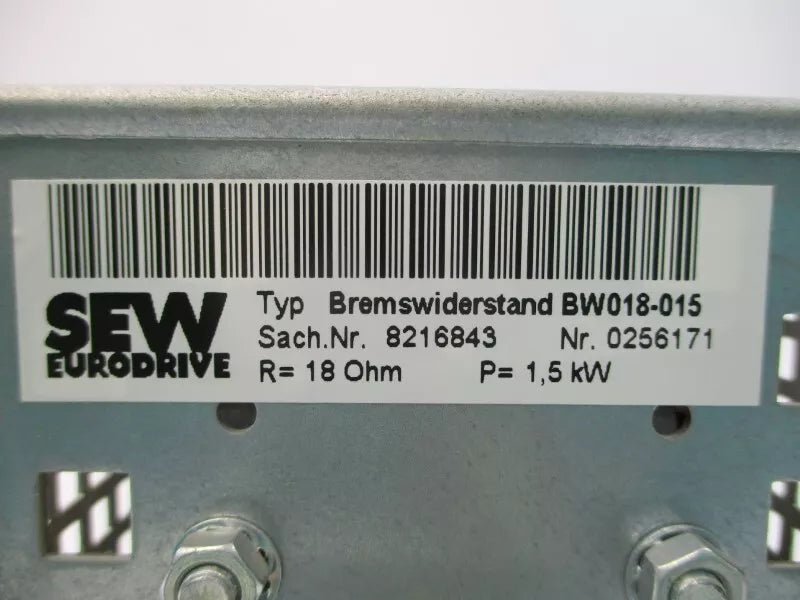 SEW
EURODRIVE
Typ Bremswiderstand BW018-015
Sach.Nr. 8216843 Nr. 0256171
R= 18 Ohm P= 1,5 kW